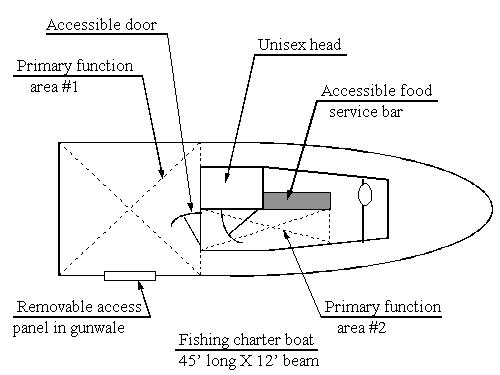 Accessible door
Unisex head
Primary function
area #1
Accessible food
service bar
Removable access
panel in gunwale
Primary function
area #2
Fishing charter boat
45’ long X 12’ beam